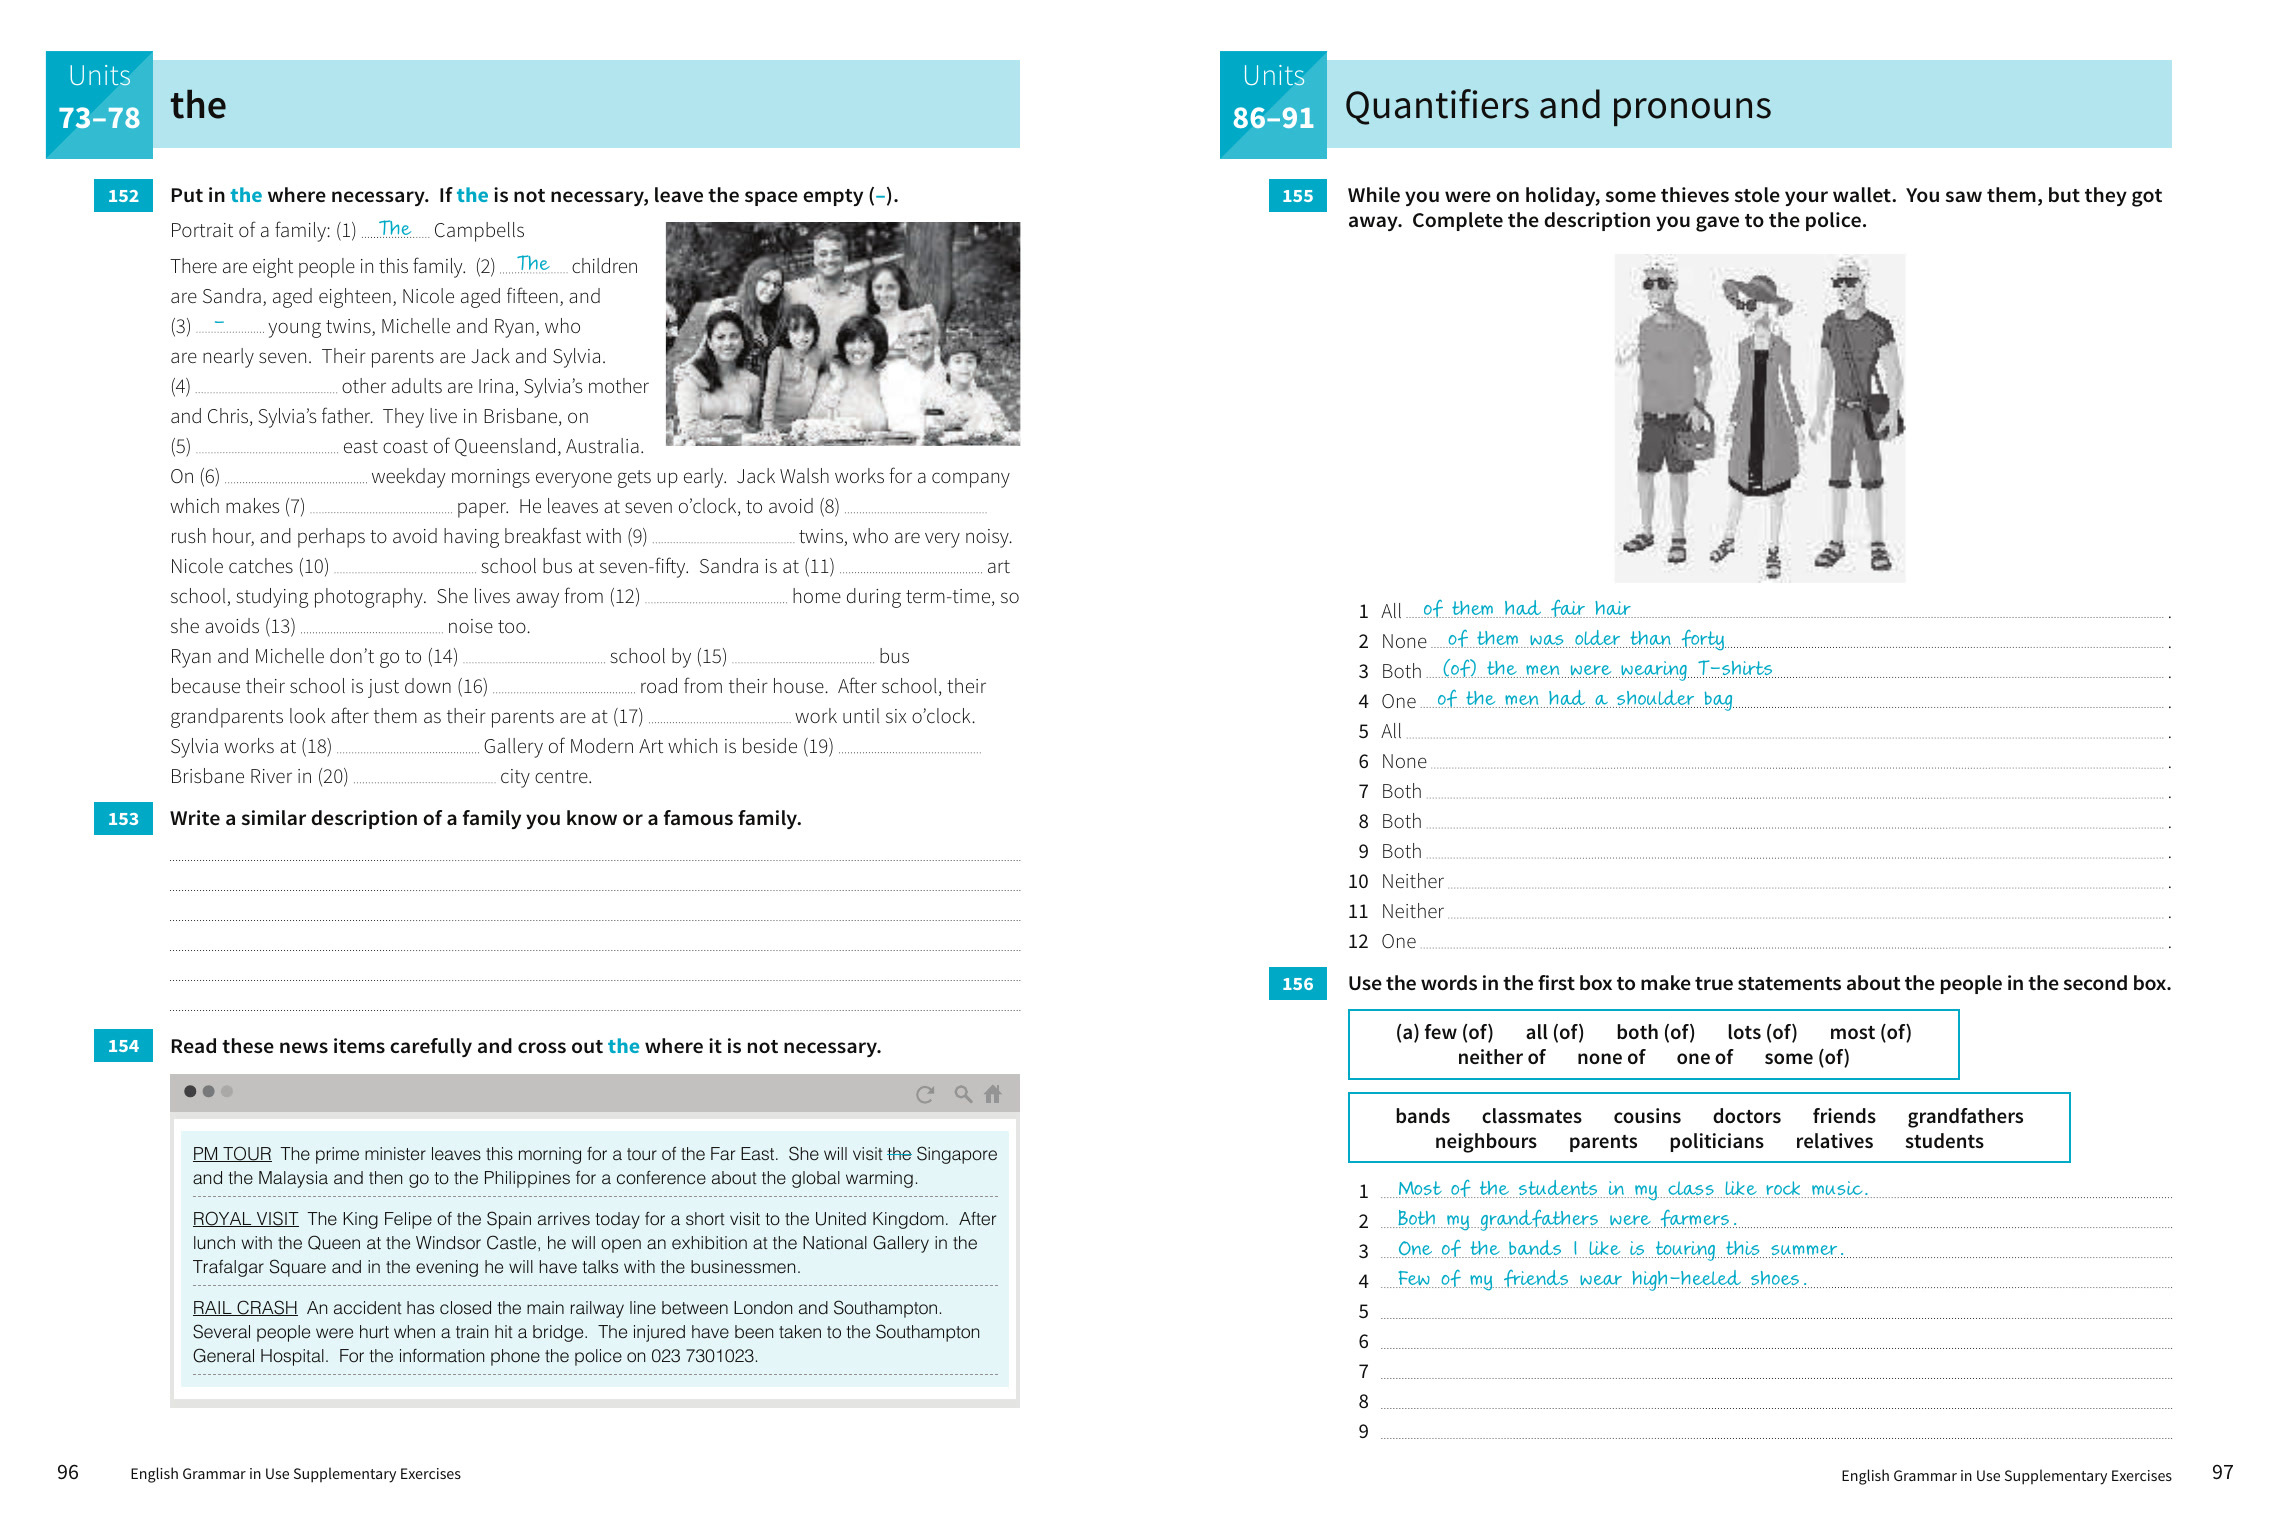 Units
73–78
the
152
Put in the where necessary. If the is not necessary, leave the space empty (–).
Portrait of a family: (1) The Campbells
There are eight people in this family. (2) The children
are Sandra, aged eighteen, Nicole aged fifteen, and
(3) – young twins, Michelle and Ryan, who
are nearly seven. Their parents are Jack and Sylvia.
(4) other adults are Irina, Sylvia’s mother
and Chris, Sylvia’s father. They live in Brisbane, on
(5) east coast of Queensland, Australia.
On (6) weekday mornings everyone gets up early. Jack Walsh works for a company
which makes (7) paper. He leaves at seven o’clock, to avoid (8)
rush hour, and perhaps to avoid having breakfast with (9) twins, who are very noisy.
Nicole catches (10) school bus at seven-fifty. Sandra is at (11) art
school, studying photography. She lives away from (12) home during term-time, so
she avoids (13) noise too.
Ryan and Michelle don’t go to (14) school by (15) bus
because their school is just down (16) road from their house. After school, their
grandparents look after them as their parents are at (17) work until six o’clock.
Sylvia works at (18) Gallery of Modern Art which is beside (19)
Brisbane River in (20) city centre.
153
Write a similar description of a family you know or a famous family.
154
Read these news items carefully and cross out the where it is not necessary.
PM TOUR The prime minister leaves this morning for a tour of the Far East. She will visit the Singapore
and the Malaysia and then go to the Philippines for a conference about the global warming.
ROYAL VISIT The King Felipe of the Spain arrives today for a short visit to the United Kingdom. After
lunch with the Queen at the Windsor Castle, he will open an exhibition at the National Gallery in the
Trafalgar Square and in the evening he will have talks with the businessmen.
RAIL CRASH An accident has closed the main railway line between London and Southampton.
Several people were hurt when a train hit a bridge. The injured have been taken to the Southampton
General Hospital. For the information phone the police on 023 7301023.
96
English Grammar in Use Supplementary Exercises
Units
86–91
Quantifiers and pronouns
155
While you were on holiday, some thieves stole your wallet. You saw them, but they got
away. Complete the description you gave to the police.
1 All of them had fair hair .
2 None of them was older than forty .
3 Both (of) the men were wearing T-shirts .
4 One of the men had a shoulder bag .
5 All .
6 None .
7 Both .
8 Both .
9 Both .
10 Neither .
11 Neither .
12 One .
156
Use the words in the first box to make true statements about the people in the second box.
(a) few (of) all (of) both (of) lots (of) most (of)
neither of none of one of some (of)
bands classmates cousins doctors friends grandfathers
neighbours parents politicians relatives students
1 Most of the students in my class like rock music.
2 Both my grandfathers were farmers.
3 One of the bands I like is touring this summer.
4 Few of my friends wear high-heeled shoes.
5
6
7
8
9
English Grammar in Use Supplementary Exercises
97